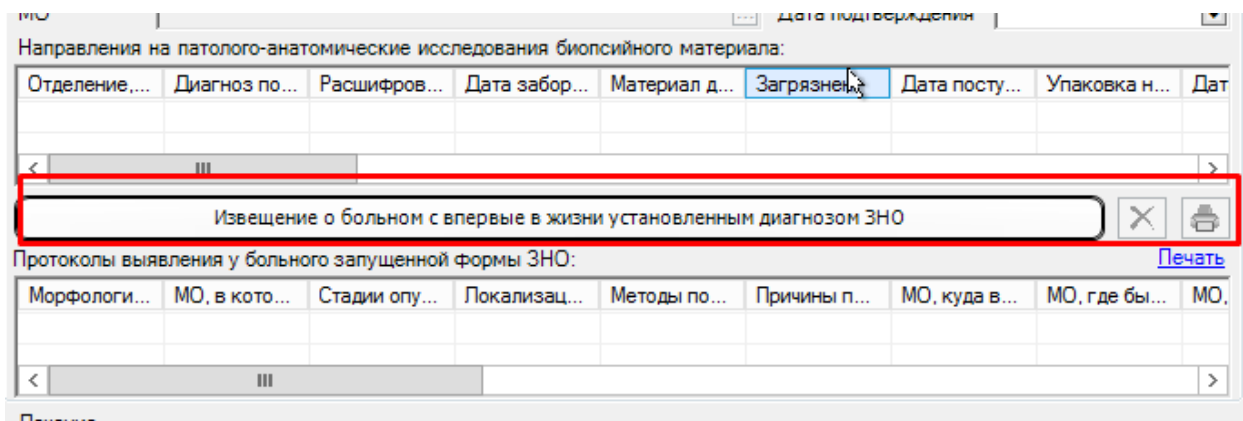 МО ... Дата подтверждения
Направления на патолого-анатомические исследования биопсийного материала:
Отделение,... Диагноз по... Расшифров... Дата забор... Материал д... Загрязнен Дата посту... Упаковка н... Дат
Извещение о больном с впервые в жизни установленным диагнозом ЗНО
Протоколы выявления у больного запущенной формы ЗНО: Печать
Морфологи... МО, в кото... Стадии опу... Локализац... Методы по... Причины п... МО, куда в... МО, где бы... МО,